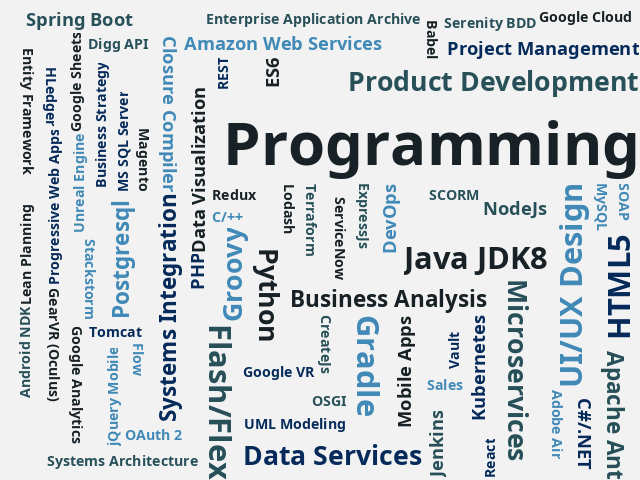 Spring Boot
Enterprise Application Archive
Babel
Serenity BDD
Google Cloud
Digg API
Closure Compiler
Amazon Web Services
Project Management
Entity Framework
HLedger
Google Sheets
Business Strategy
MS SQL Server
Magento
REST
ES6
Product Development
Data Visualization
Programming
Progressive Web Apps
Unreal Engine
Redux
C/++
Lodash
Terraform
ServiceNow
ExpressJs
DevOps
SCORM
NodeJs
UI/UX Design
MySQL
SOAP
Lean Planning
Stackstorm
Postgresql
Systems Integration
PHP
Groovy
Python
Java JDK8
HTML5
Business Analysis
Android NDK
GearVR (Oculus)
Tomcat
Google Analytics
jQuery Mobile
Flow
Flash/Flex
CreateJs
Gradle
Mobile Apps
Vault
Kubernetes
Microservices
Apache Ant
Google VR
Sales
OSGI
UML Modeling
OAuth 2
Jenkins
React
Adobe Air
C#/.NET
Systems Architecture
Data Services